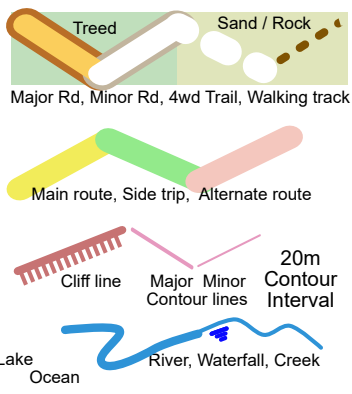 Treed
Sand / Rock
Major Rd, Minor Rd, 4wd Trail, Walking track
Main route, Side trip, Alternate route
Cliff line
Major Minor
Contour lines
20m
Contour
Interval
Lake
Ocean
River, Waterfall, Creek